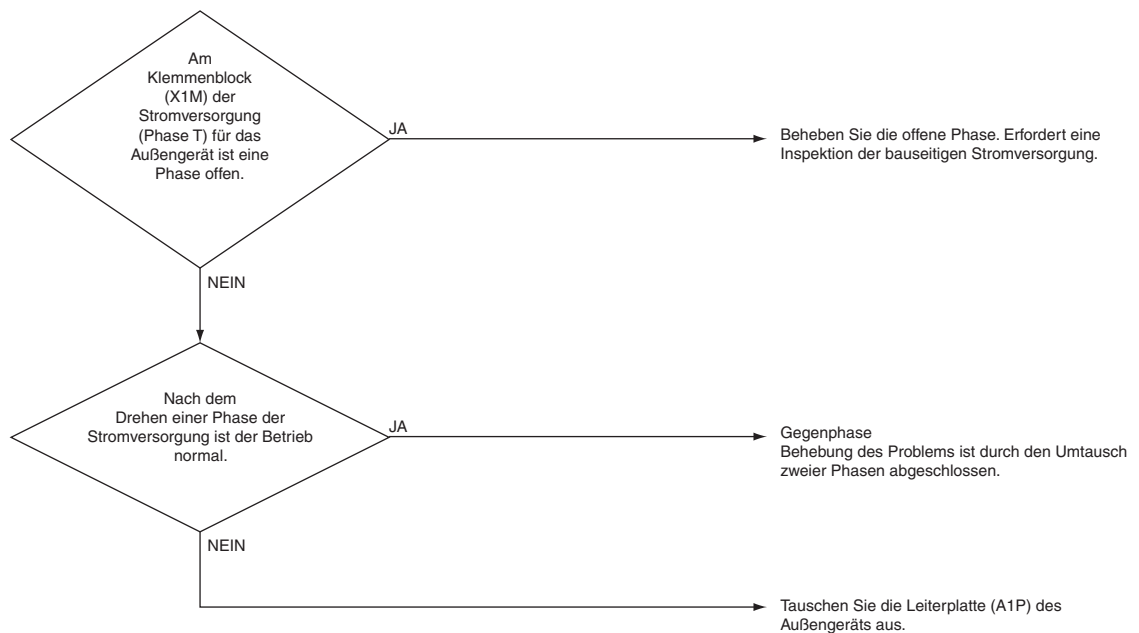 Am
Klemmenblock
(X1M) der
Stromversorgung
(Phase T) für das
Außengerät ist eine
Phase offen.
JA
Beheben Sie die offene Phase. Erfordert eine
Inspektion der bauseitigen Stromversorgung.
NEIN
Nach dem
Drehen einer Phase der
Stromversorgung ist der Betrieb
normal.
JA
Gegenphase
Behebung des Problems ist durch den Umtausch
zweier Phasen abgeschlossen.
NEIN
Tauschen Sie die Leiterplatte (A1P) des
Außengeräts aus.